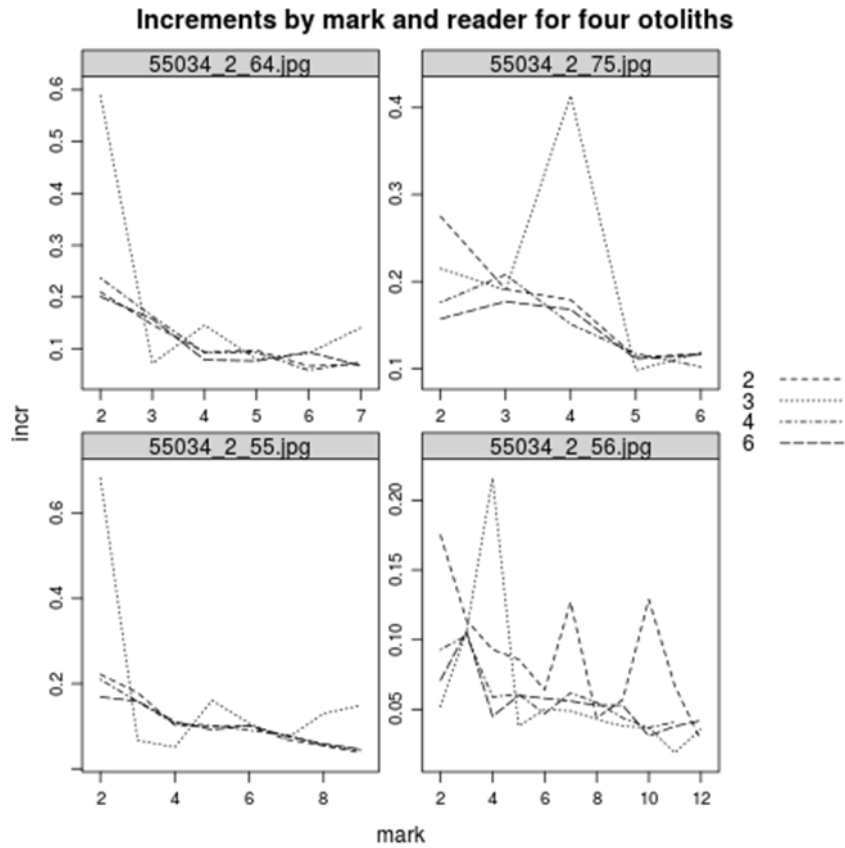 Increments by mark and reader for four otoliths
55034_2_64.jpg
55034_2_75.jpg
0.6
0.5
0.4
0.3
0.2
0.1
0.4
0.3
0.2
0.1
2 3 4 5 6 7
2 3 4 5 6
55034_2_55.jpg
55034_2_56.jpg
0.6
0.4
0.2
0.20
0.15
0.10
0.05
2 4 6 8
2 4 6 8 10 12
incr
mark
2
3
4
6